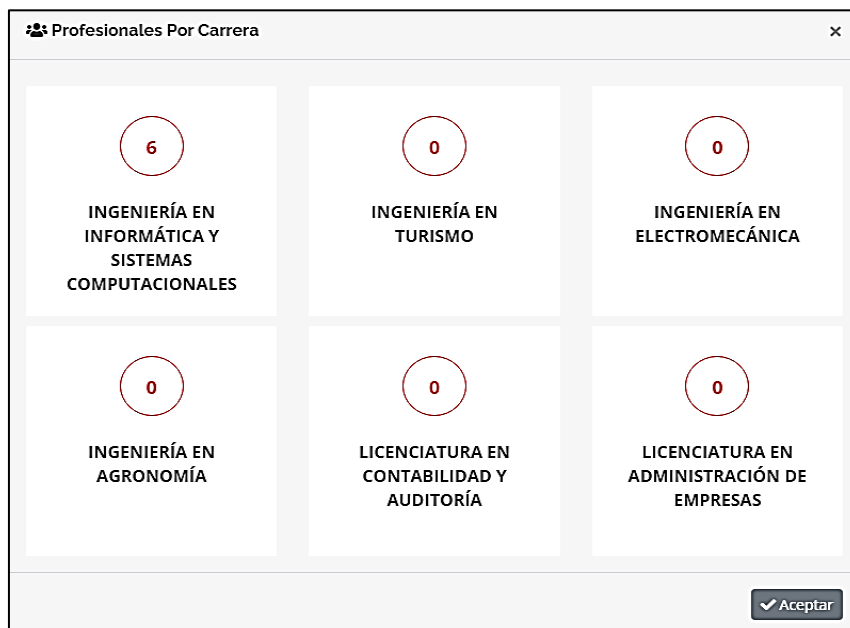 Profesionales Por Carrera
×
6
INGENIERÍA EN
INFORMÁTICA Y
SISTEMAS
COMPUTACIONALES
0
INGENIERÍA EN
TURISMO
0
INGENIERÍA EN
ELECTROMECÁNICA
0
INGENIERÍA EN
AGRONOMÍA
0
LICENCIATURA EN
CONTABILIDAD Y
AUDITORÍA
0
LICENCIATURA EN
ADMINISTRACIÓN DE
EMPRESAS
Aceptar